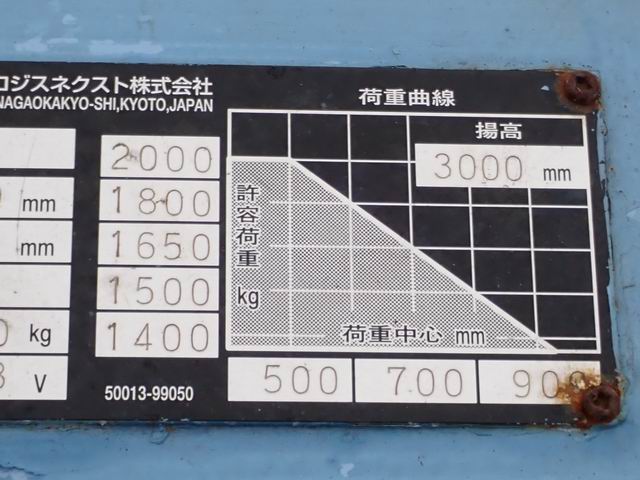 ロジスネクスト株式会社
NAGAOKAKYO-SHI,KYOTO,JAPAN
荷重曲線
揚高
3000 mm
2000
1800
1650
1500
1400
mm
mm
kg
V
許容荷重 kg
荷重中心 mm
50013-99050
500
700
900